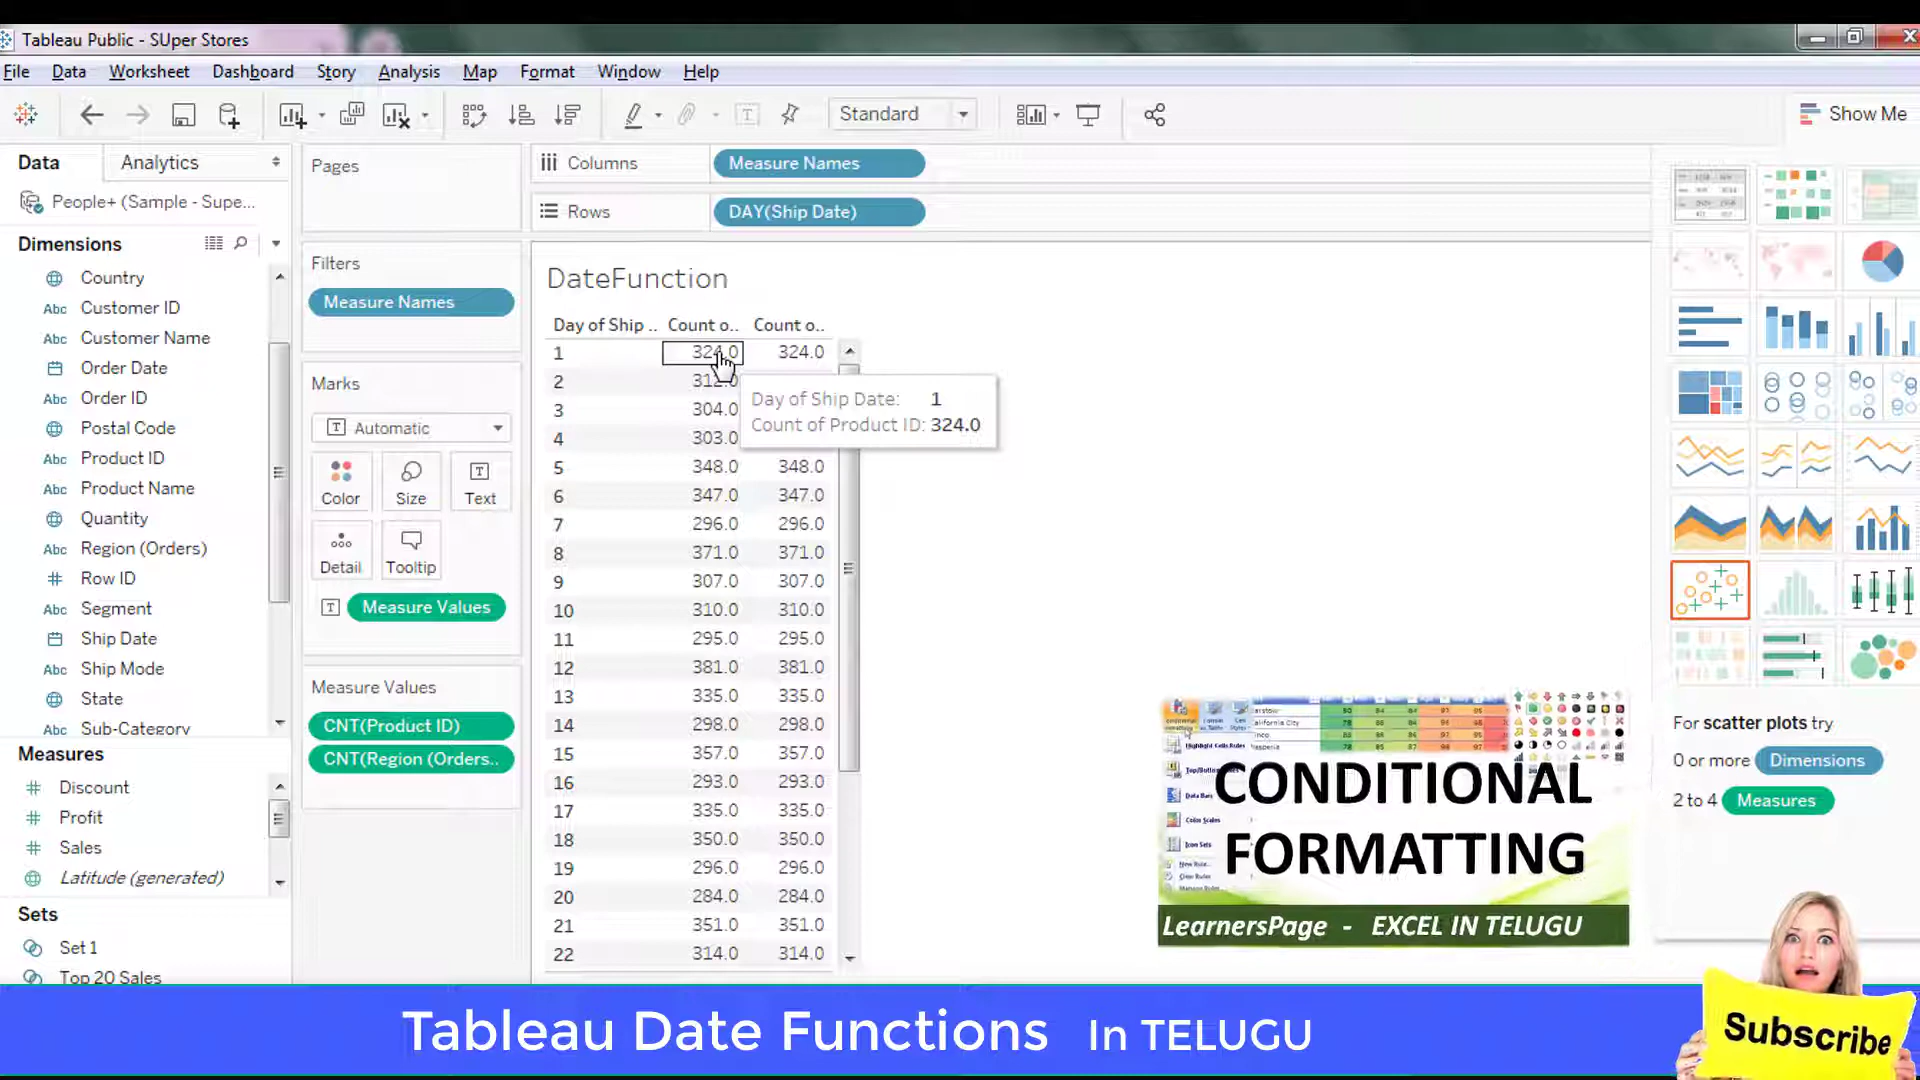 Tableau Public - SUper Stores
File Data Worksheet Dashboard Story Analysis Map Format Window Help
Standard
Show Me
Data Analytics
People+ (Sample - Supe...
Dimensions
Country
Customer ID
Customer Name
Order Date
Order ID
Postal Code
Product ID
Product Name
Quantity
Region (Orders)
Row ID
Segment
Ship Date
Ship Mode
State
Sub-Category
Measures
Discount
Profit
Sales
Latitude (generated)
Sets
Set 1
Top 20 Sales
Pages
Filters
Measure Names
Marks
Automatic
Color Size Text
Detail Tooltip
Measure Values
Measure Values
CNT(Product ID)
CNT(Region (Orders..
Columns Measure Names
Rows DAY(Ship Date)
DateFunction
Day of Ship .. Count o.. Count o..
1 324.0 324.0
2 312.0
3 304.0
4 303.0
5 348.0 348.0
6 347.0 347.0
7 296.0 296.0
8 371.0 371.0
9 307.0 307.0
10 310.0 310.0
11 295.0 295.0
12 381.0 381.0
13 335.0 335.0
14 298.0 298.0
15 357.0 357.0
16 293.0 293.0
17 335.0 335.0
18 350.0 350.0
19 296.0 296.0
20 284.0 284.0
21 351.0 351.0
22 314.0 314.0
Day of Ship Date: 1
Count of Product ID: 324.0
For scatter plots try
0 or more Dimensions
2 to 4 Measures
CONDITIONAL
FORMATTING
LearnersPage - EXCEL IN TELUGU
Tableau Date Functions In TELUGU
Subscribe